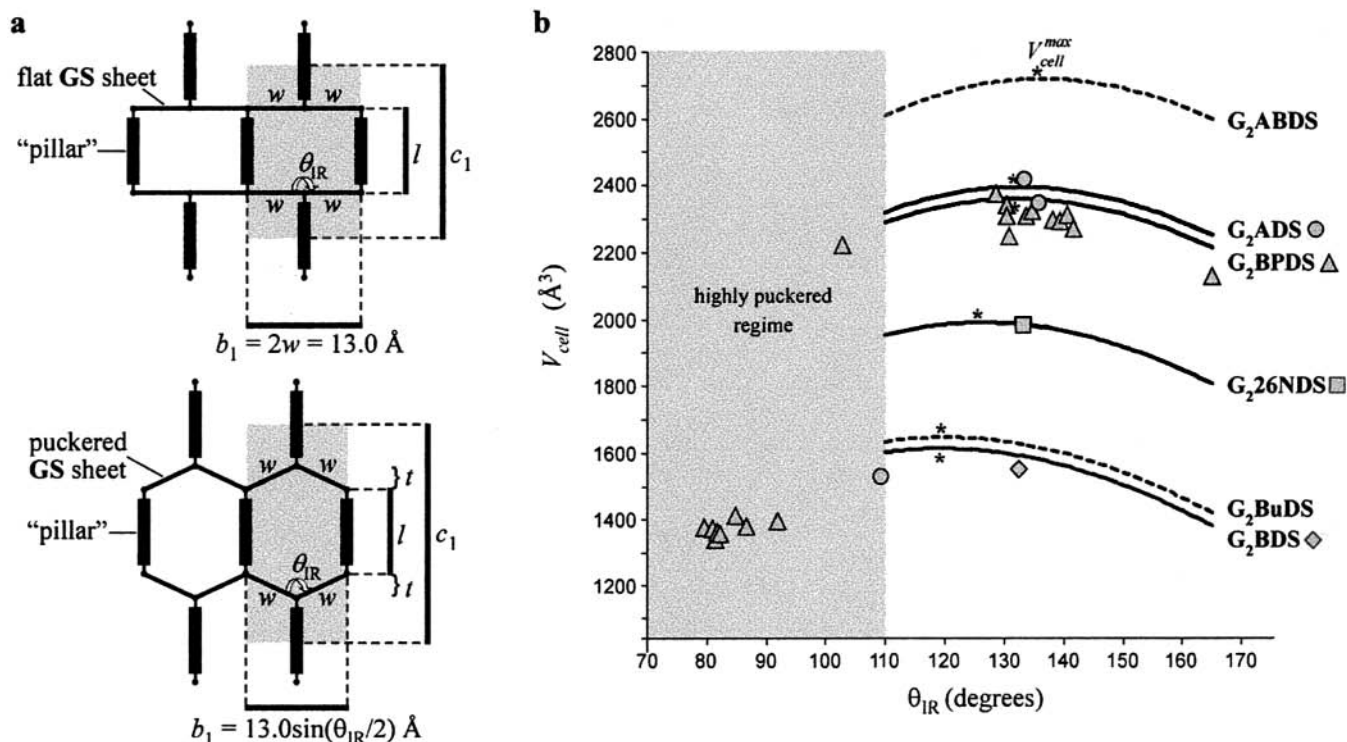 a
flat GS sheet
"pillar"
w w
θIR
w w
l
c₁
b₁ = 2w = 13.0 Å
puckered
GS sheet
"pillar"
w w
θIR
w w
} t
l
} t
c₁
b₁ = 13.0sin(θIR/2) Å
b
Vcell (Å³)
2800
2600
2400
2200
2000
1800
1600
1400
1200
highly puckered
regime
V^max_cell
*
*
*
*
*
*
G₂ABDS
G₂ADS
G₂BPDS
G₂26NDS
G₂BuDS
G₂BDS
70 80 90 100 110 120 130 140 150 160 170
θIR (degrees)